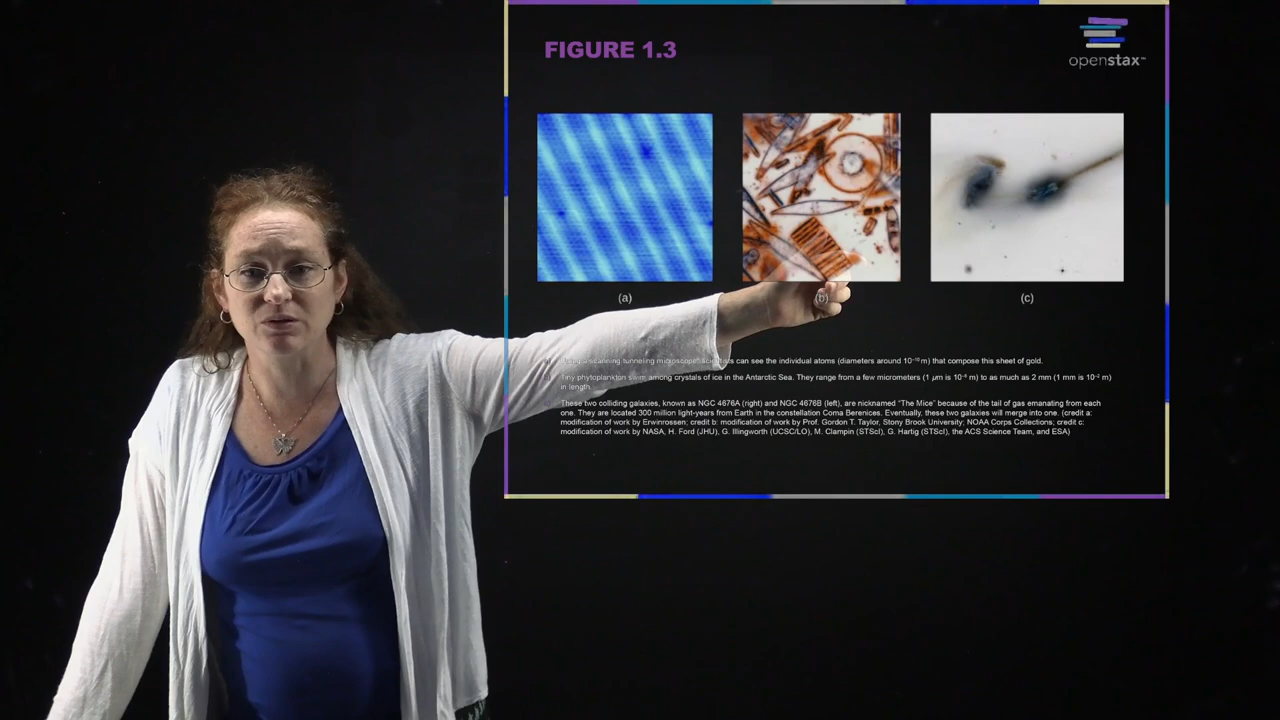 FIGURE 1.3
openstax™
(a)
(b)
(c)
a scanning tunneling microscope, scientists can see the individual atoms (diameters around 10⁻¹⁰ m) that compose this sheet of gold.
Tiny phytoplankton swim among crystals of ice in the Antarctic Sea. They range from a few micrometers (1 μm is 10⁻⁶ m) to as much as 2 mm (1 mm is 10⁻² m)
in length.
These two colliding galaxies, known as NGC 4676A (right) and NGC 4676B (left), are nicknamed “The Mice” because of the tail of gas emanating from each
one. They are located 300 million light-years from Earth in the constellation Coma Berenices. Eventually, these two galaxies will merge into one. (credit a:
modification of work by Erwinrossen; credit b: modification of work by Prof. Gordon T. Taylor, Stony Brook University; NOAA Corps Collections; credit c:
modification of work by NASA, H. Ford (JHU), G. Illingworth (UCSC/LO), M. Clampin (STScI), G. Hartig (STScI), the ACS Science Team, and ESA)